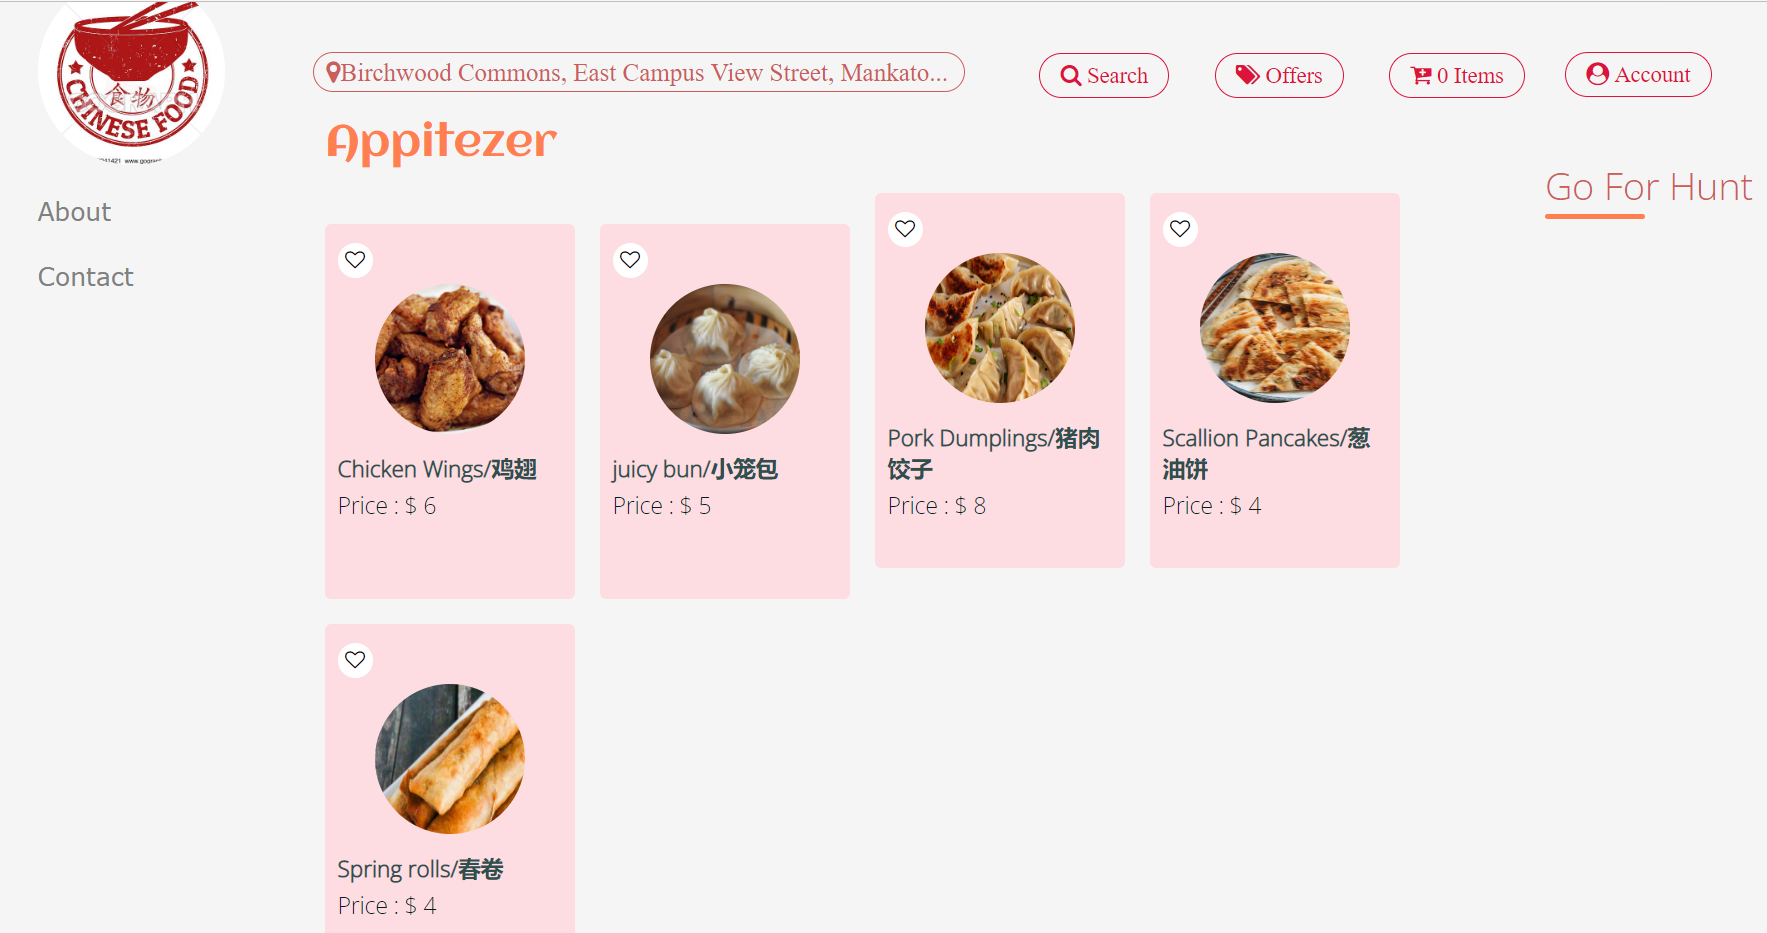 食物
CHINESE FOOD
Birchwood Commons, East Campus View Street, Mankato...
Search
Offers
0 Items
Account
About
Contact
Appitezer
Go For Hunt
Chicken Wings/鸡翅
Price : $ 6
juicy bun/小笼包
Price : $ 5
Pork Dumplings/猪肉
饺子
Price : $ 8
Scallion Pancakes/葱
油饼
Price : $ 4
Spring rolls/春卷
Price : $ 4